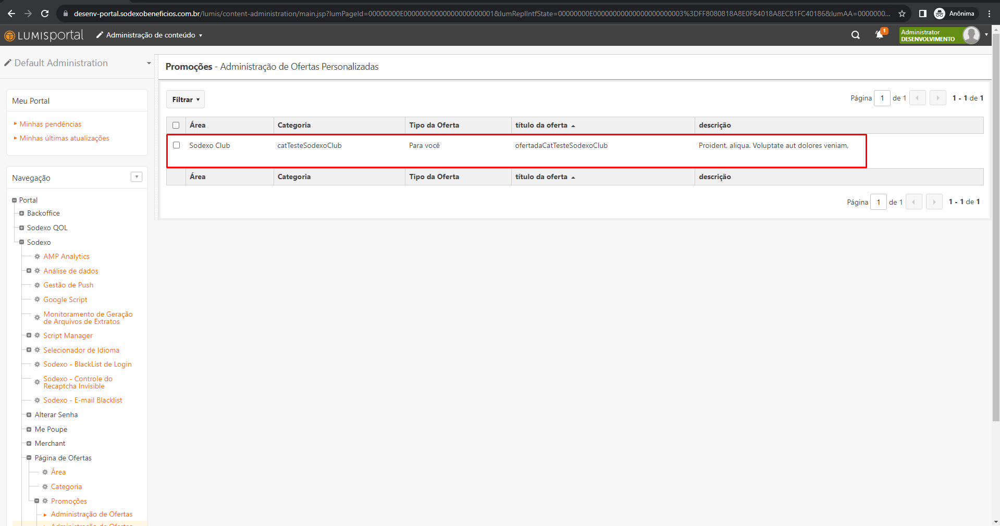 desenv-portal.sodexobeneficios.com.br/lumis/content-administration/main.jsp?lumPageId=00000000E00000000000000000000001&lumReplIntfState=00000000E00000000000000000000003%3DFF8080818A8E0F84018A8EC81FC40186&lumAA=0000000...
Anônima
LUMISportal
Administração de conteúdo
1
Administrator
DESENVOLVIMENTO
Default Administration
Promoções - Administração de Ofertas Personalizadas
Meu Portal
Minhas pendências
Minhas últimas atualizações
Filtrar
Página 1 de 1 1 - 1 de 1
Área Categoria Tipo da Oferta título da oferta descrição
Sodexo Club catTesteSodexoClub Para você ofertadaCatTesteSodexoClub Proident, aliqua. Voluptate aut dolores veniam,
Área Categoria Tipo da Oferta título da oferta descrição
Página 1 de 1 1 - 1 de 1
Navegação
Portal
Backoffice
Sodexo QOL
Sodexo
AMP Analytics
Análise de dados
Gestão de Push
Google Script
Monitoramento de Geração
de Arquivos de Extratos
Script Manager
Selecionador de Idioma
Sodexo - BlackList de Login
Sodexo - Controle do
Recaptcha Invisible
Sodexo - E-mail Blacklist
Alterar Senha
Me Poupe
Merchant
Página de Ofertas
Área
Categoria
Promoções
Administração de Ofertas
Administração de Ofertas